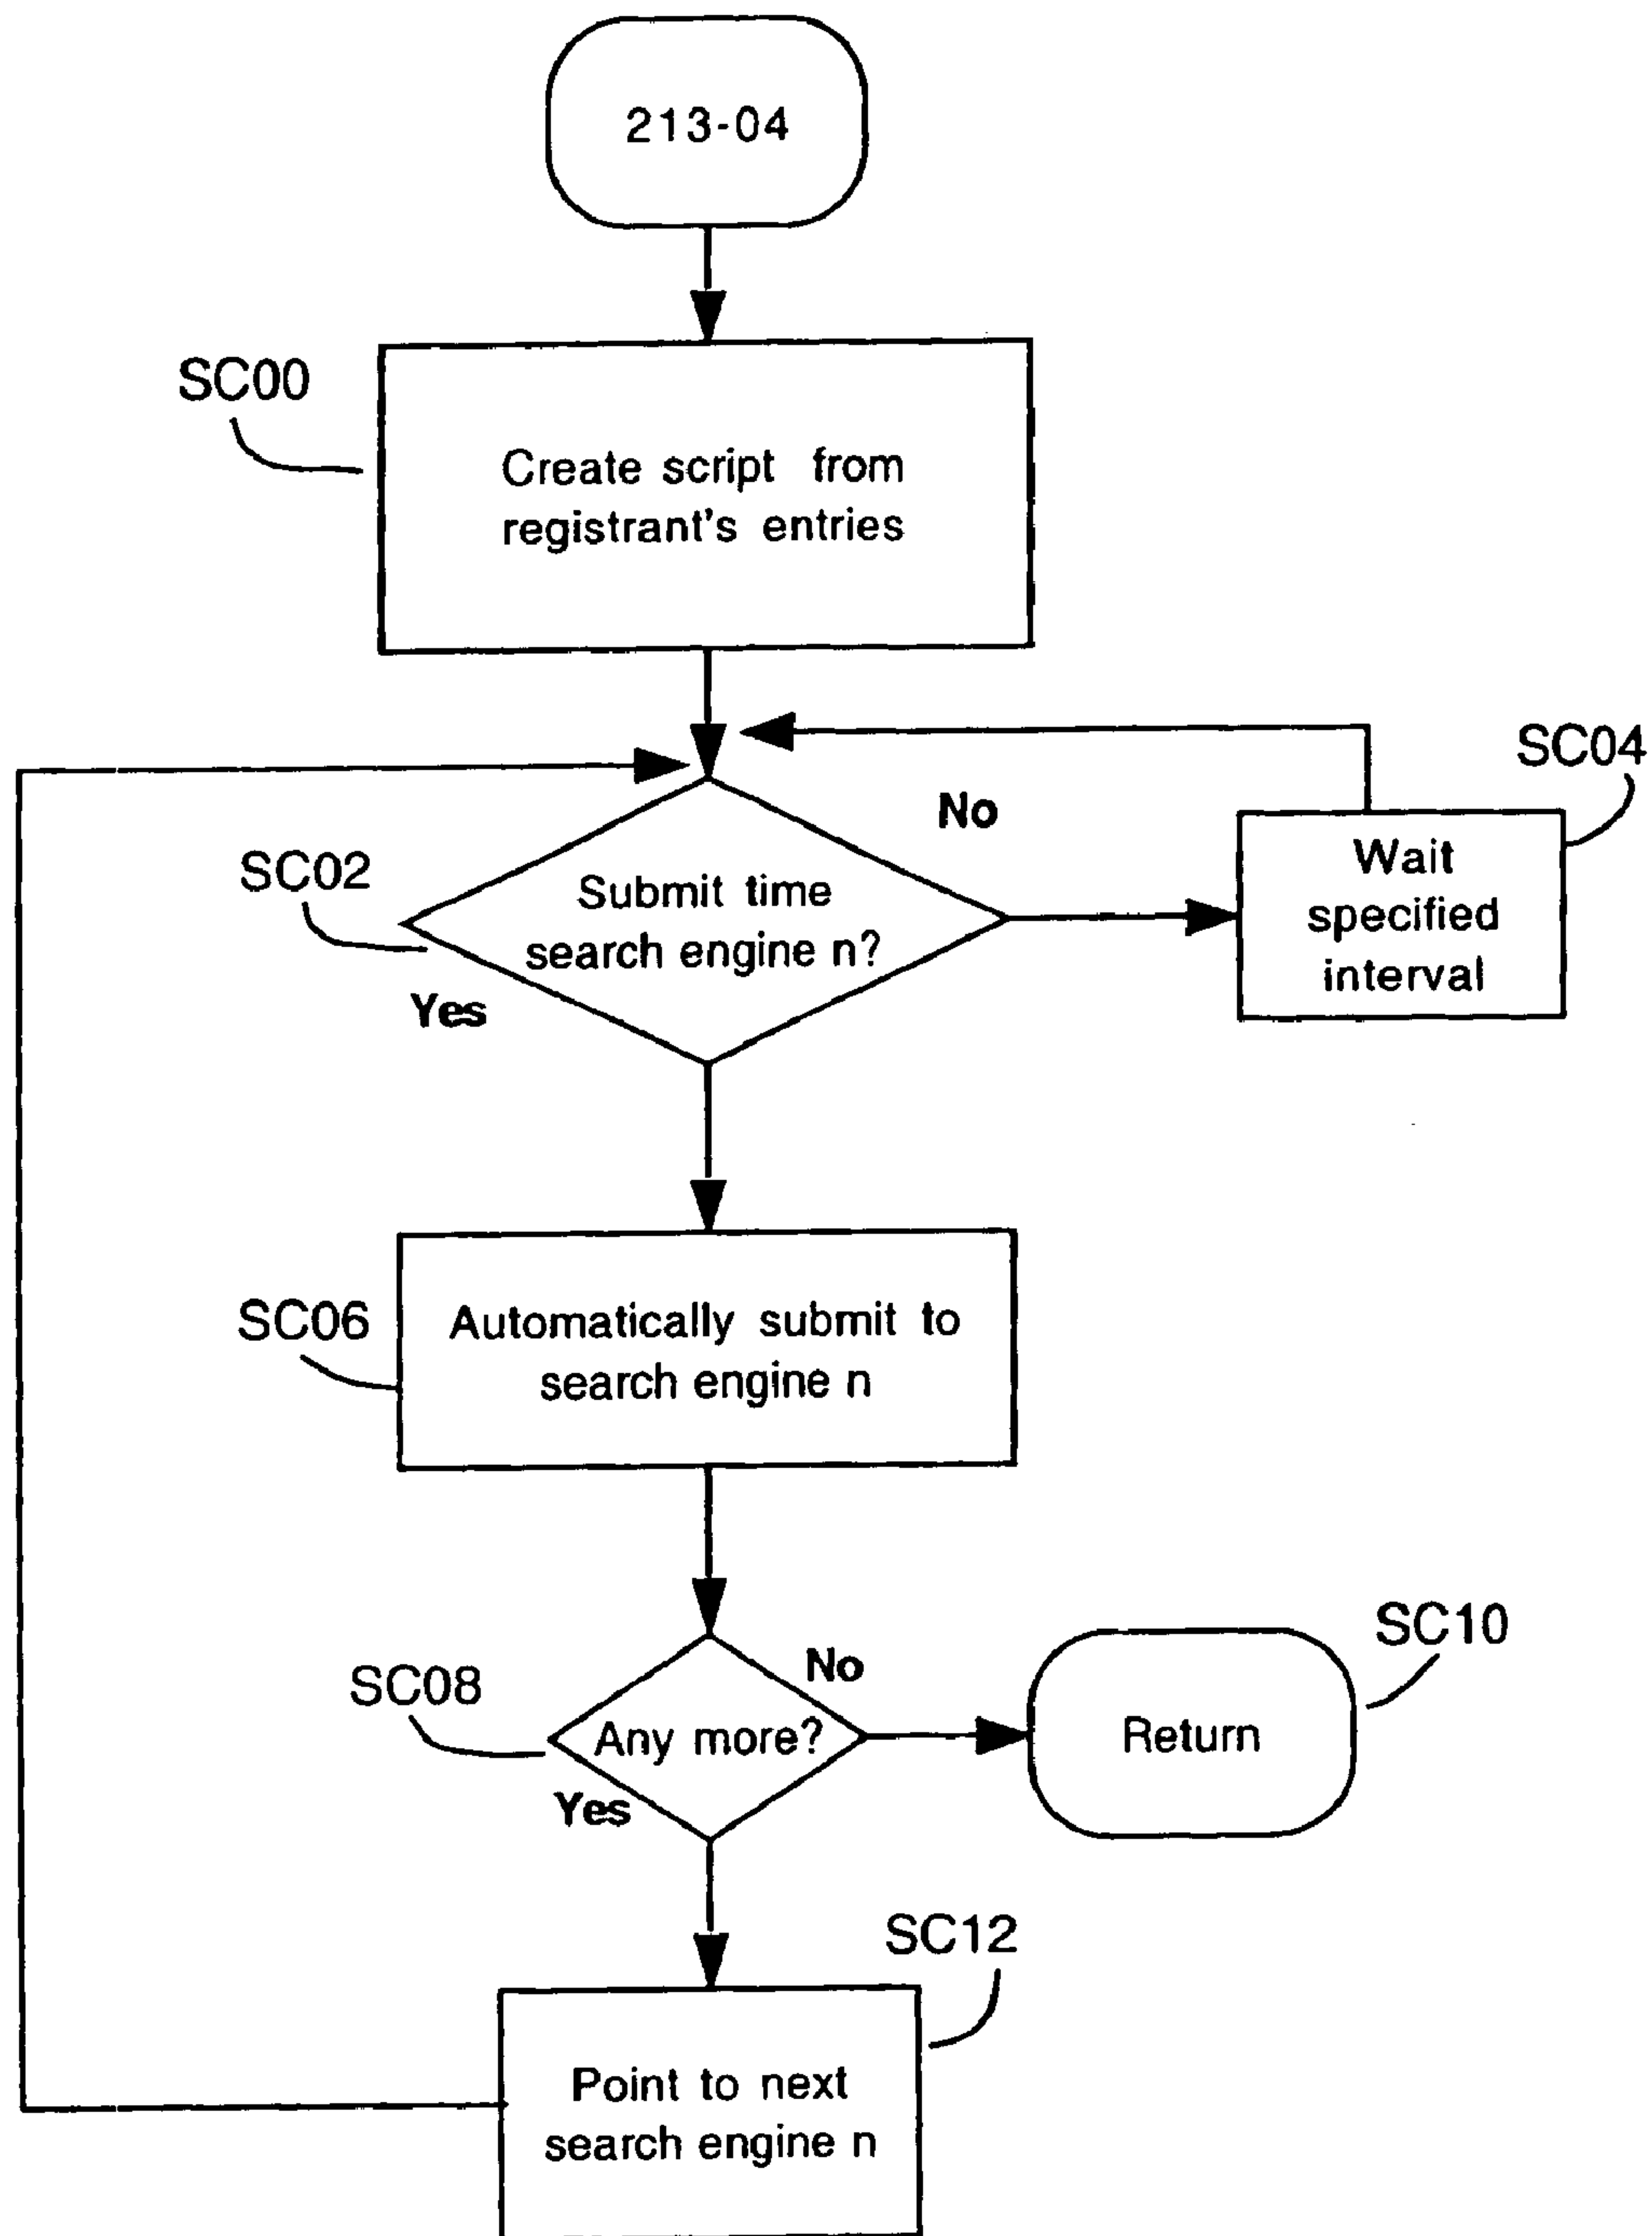 213-04
SC00
Create script from
registrant's entries
SC04
No
Wait
specified
interval
SC02
Submit time
search engine n?
Yes
SC06
Automatically submit to
search engine n
SC10
No
SC08
Any more?
Return
Yes
SC12
Point to next
search engine n